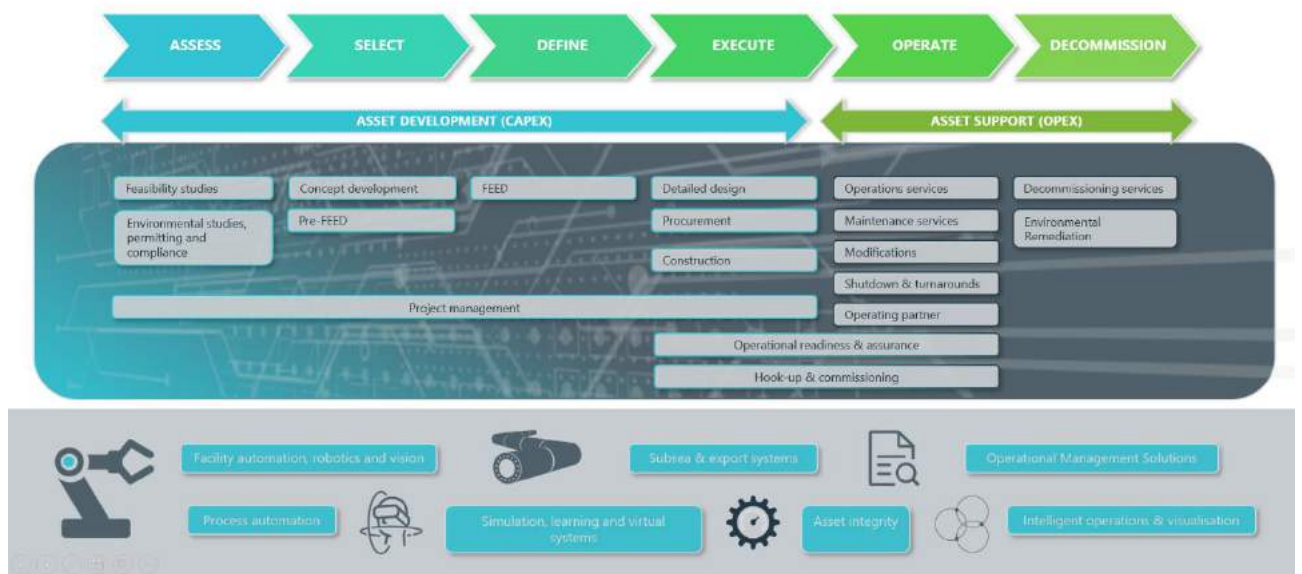 ASSESS
SELECT
DEFINE
EXECUTE
OPERATE
DECOMMISSION
ASSET DEVELOPMENT (CAPEX)
ASSET SUPPORT (OPEX)
Feasibility studies
Concept development
FEED
Detailed design
Operations services
Decommissioning services
Environmental studies,
permitting and
compliance
Pre-FEED
Procurement
Maintenance services
Environmental
Remediation
Construction
Modifications
Shutdown & turnarounds
Project management
Operating partner
Operational readiness & assurance
Hook-up & commissioning
Facility automation, robotics and vision
Subsea & export systems
Operational Management Solutions
Process automation
Simulation, learning and virtual
systems
Asset integrity
Intelligent operations & visualisation